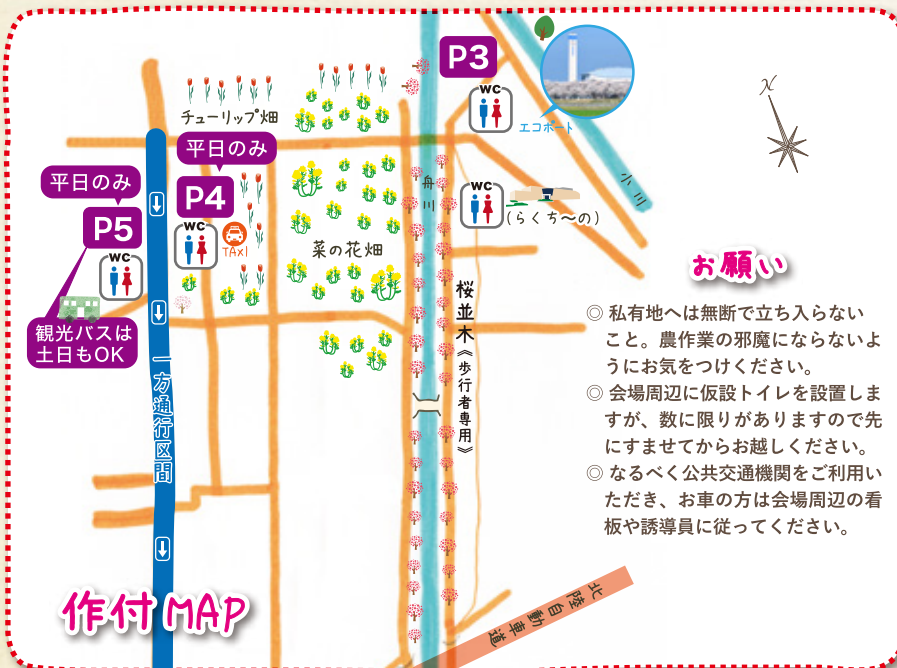 P3
WC
エコポート
小川
チューリップ畑
平日のみ
P4
WC
TAXI
平日のみ
P5
WC
観光バスは
土日もOK
一方通行区間
菜の花畑
舟川
WC
(らくち～の)
桜並木《歩行者専用》
北陸自動車道
作付MAP
N
お願い
◎ 私有地へは無断で立ち入らない
こと。農作業の邪魔にならないよ
うにお気をつけください。
◎ 会場周辺に仮設トイレを設置しま
すが、数に限りがありますので先
にすませてからお越しください。
◎ なるべく公共交通機関をご利用い
ただき、お車の方は会場周辺の看
板や誘導員に従ってください。